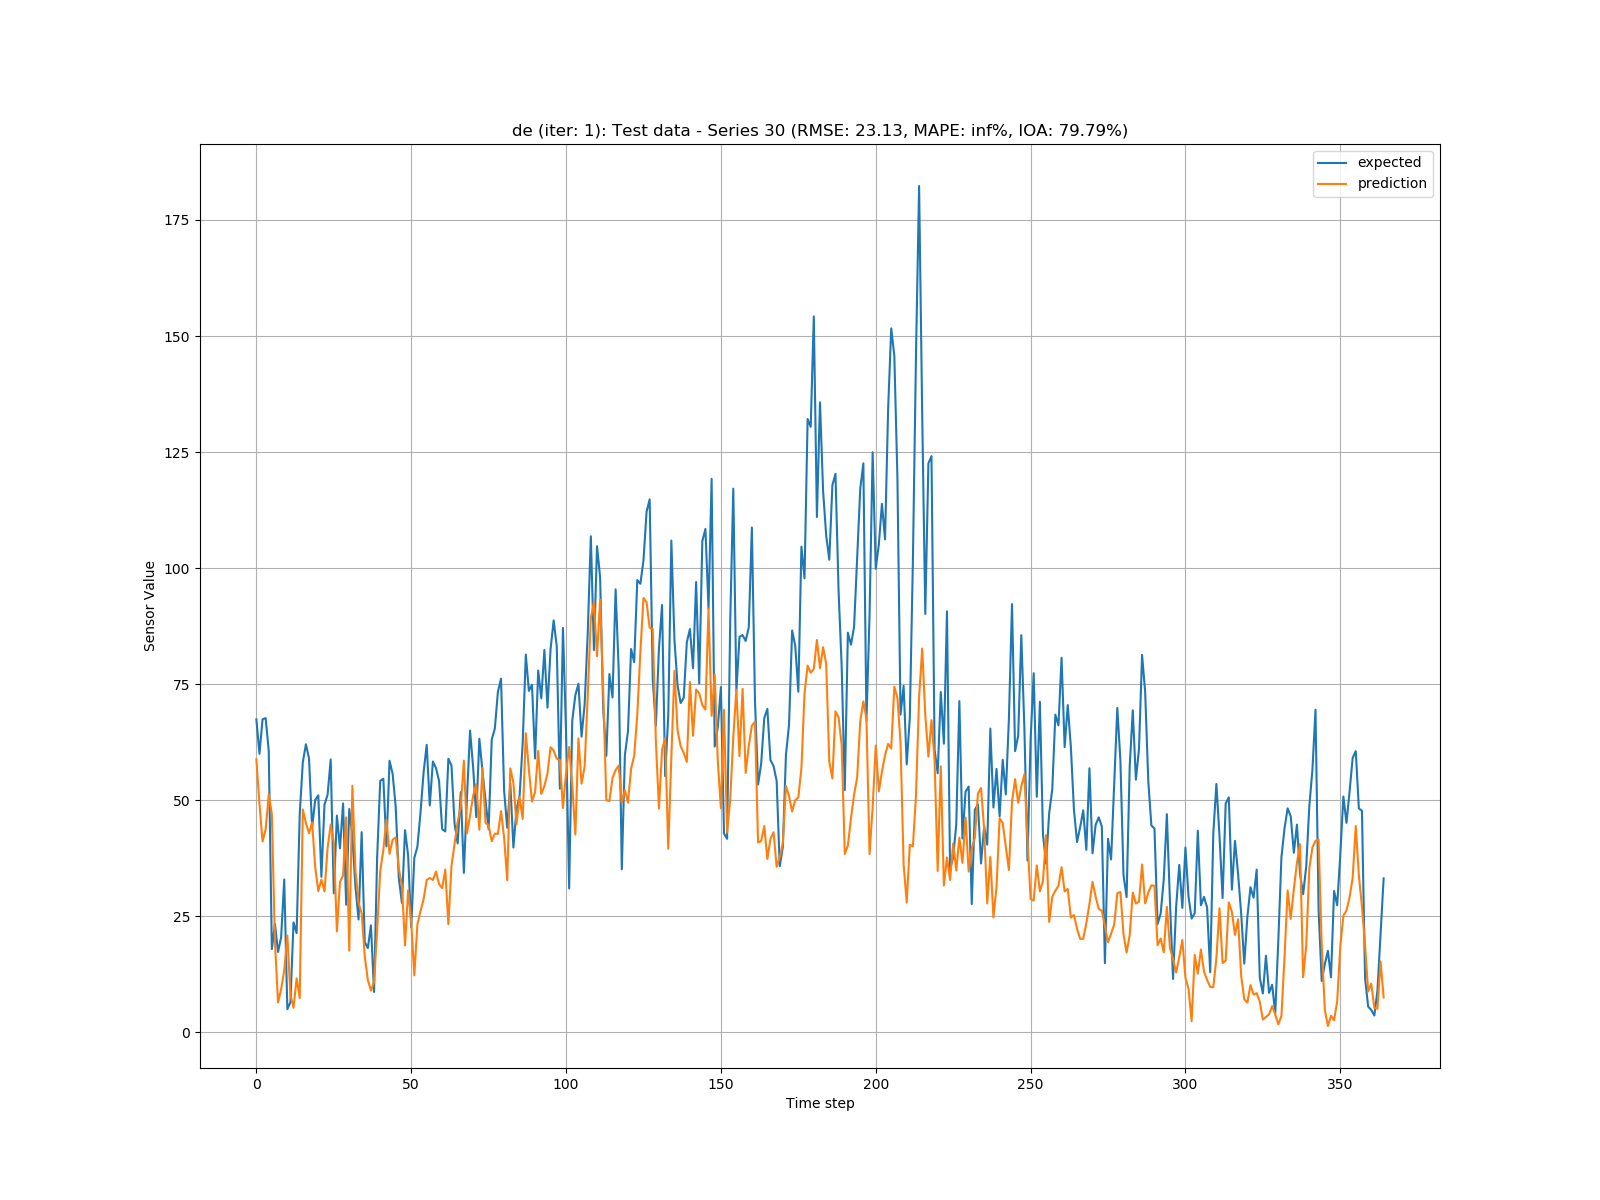 de (iter: 1): Test data - Series 30 (RMSE: 23.13, MAPE: inf%, IOA: 79.79%)
expected
prediction
175
150
125
100
75
50
25
0
Sensor Value
0 50 100 150 200 250 300 350
Time step